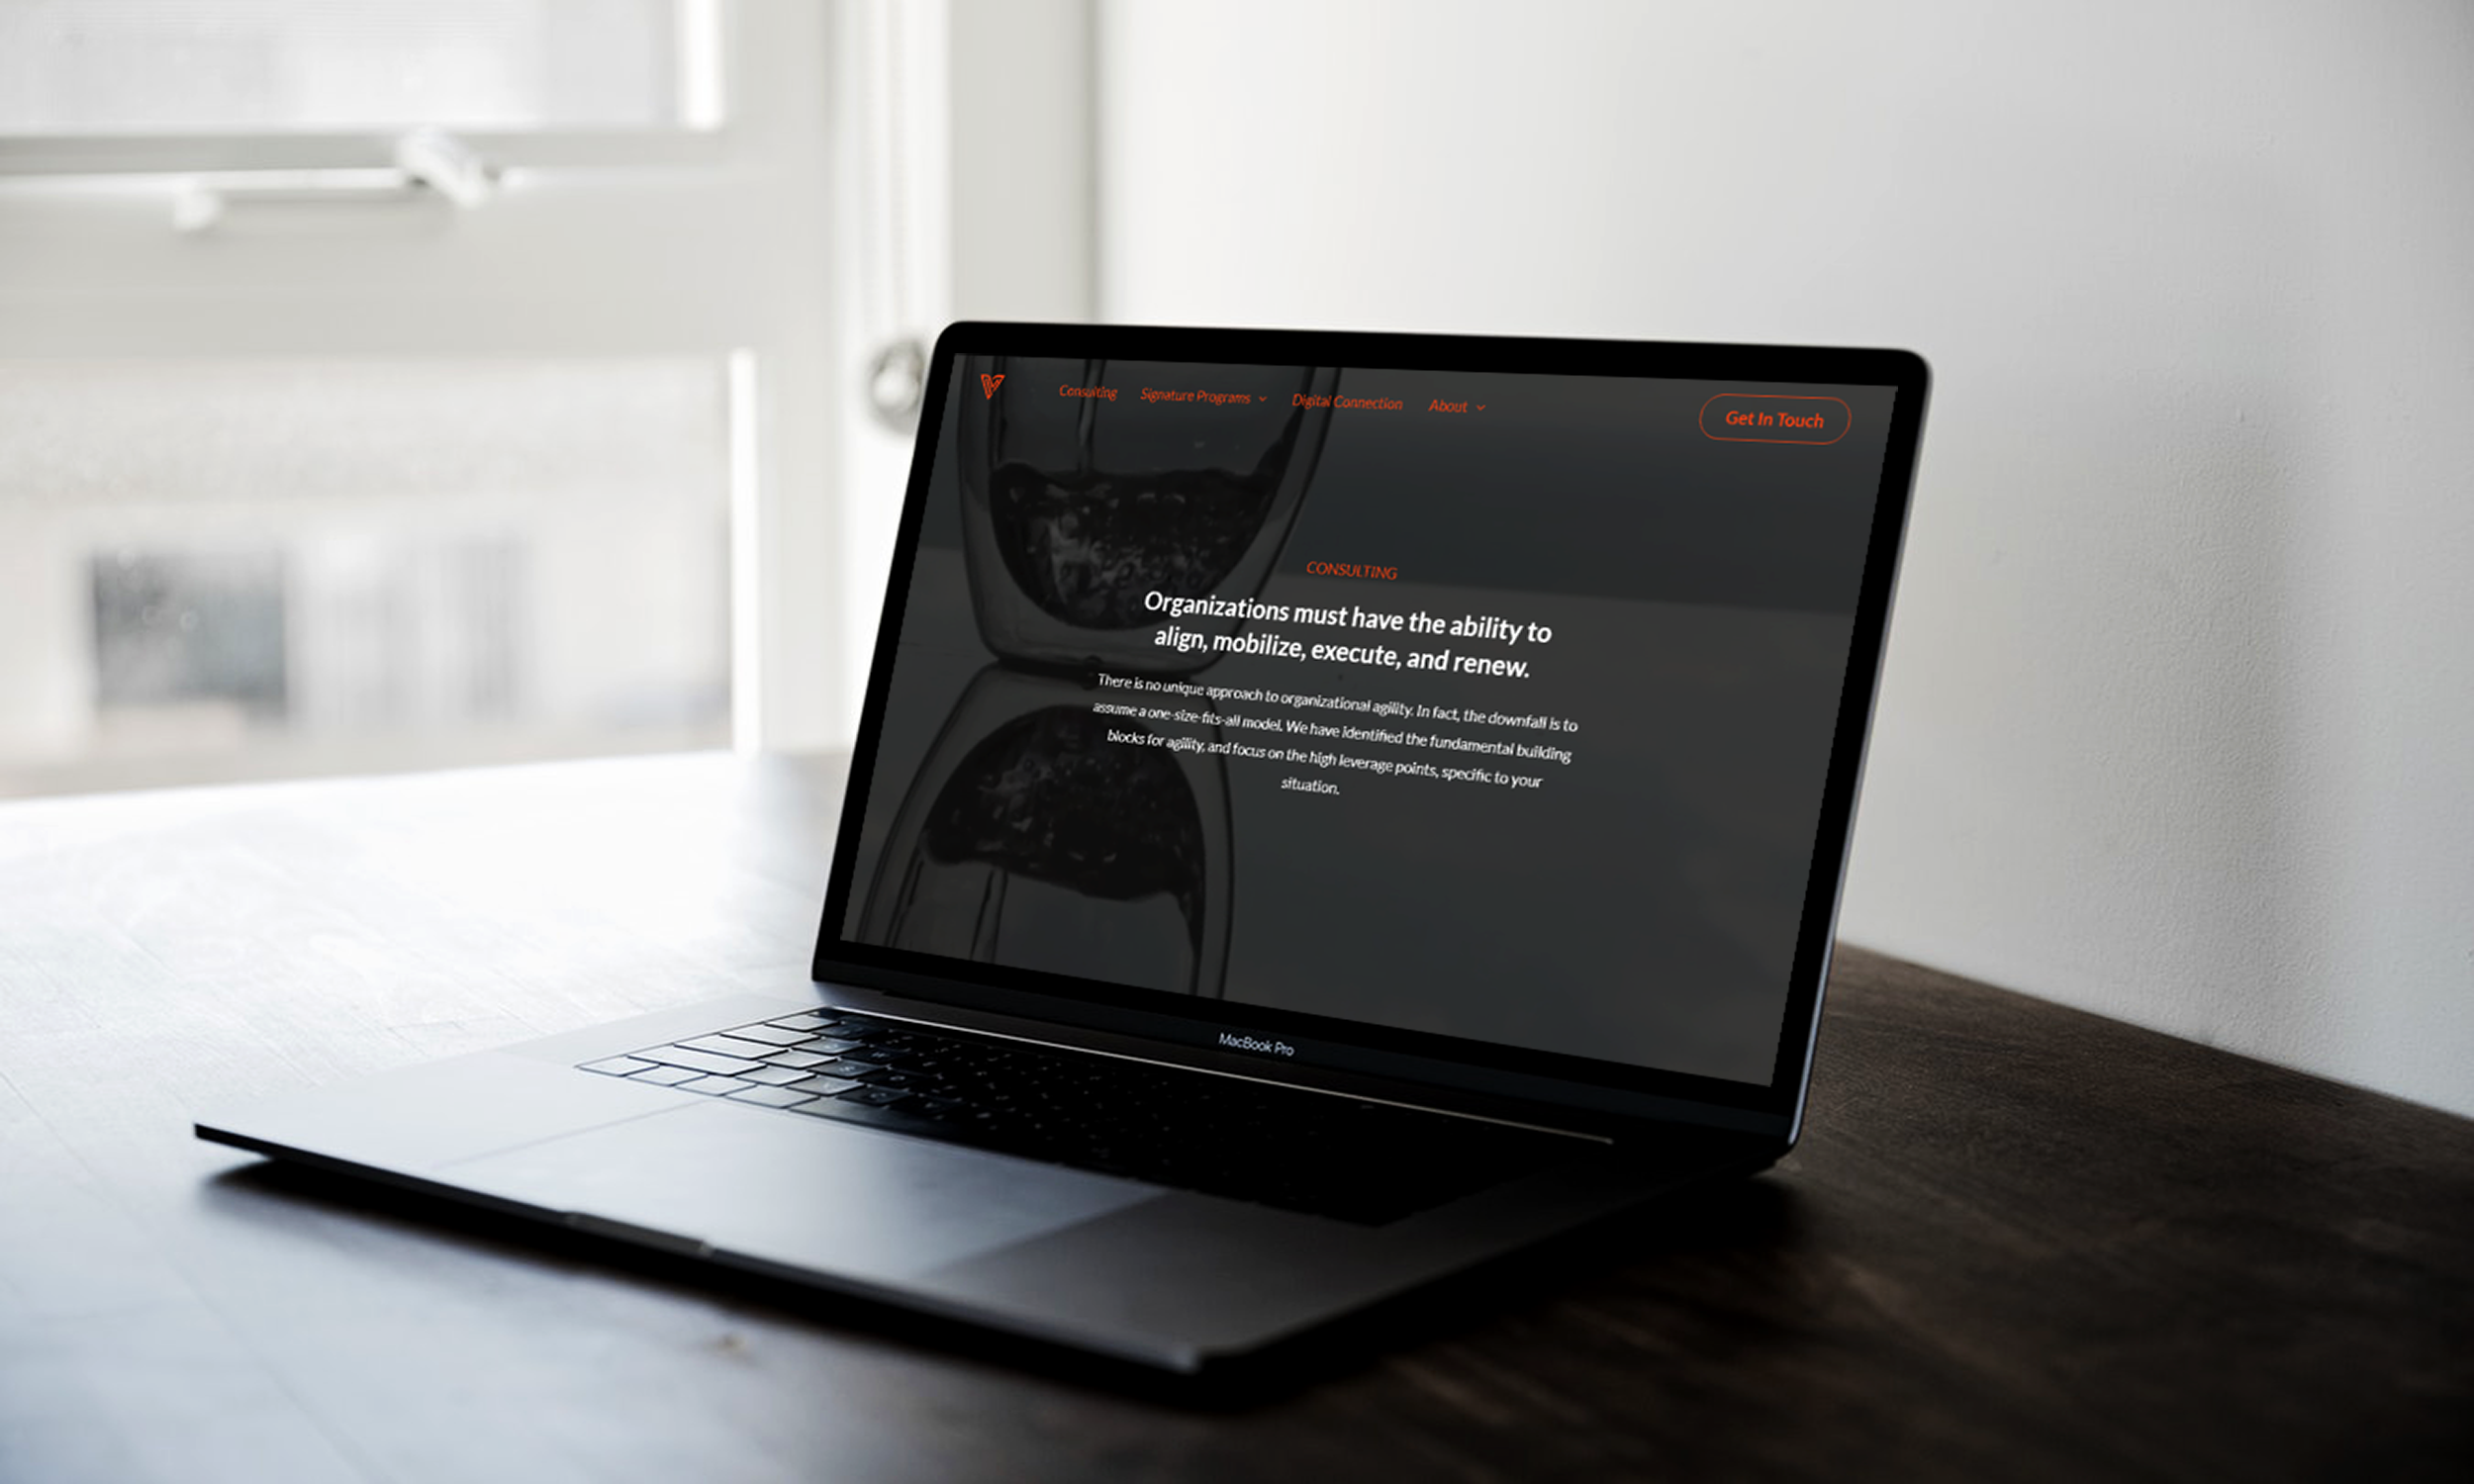 Consulting Signature Programs Digital Connection About Get In Touch
CONSULTING
Organizations must have the ability to
align, mobilize, execute, and renew.
There is no unique approach to organizational agility. In fact, the downfall is to
assume a one-size-fits-all model. We have identified the fundamental building
blocks for agility, and focus on the high leverage points, specific to your
situation.
MacBook Pro